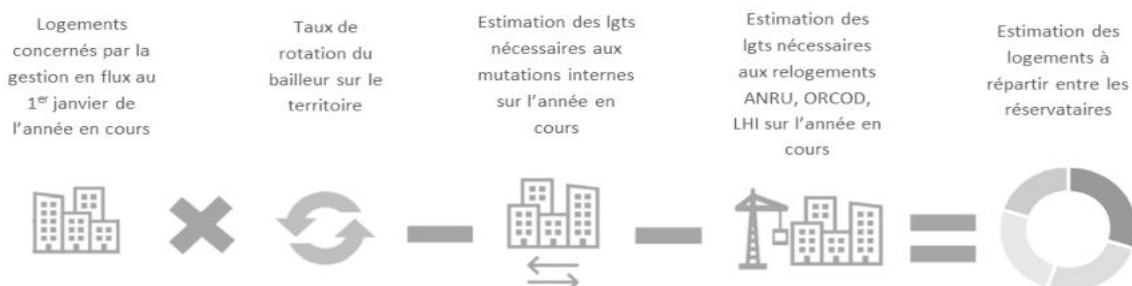 Logements
concernés par la
gestion en flux au
1er janvier de
l’année en cours
Taux de
rotation du
bailleur sur le
territoire
Estimation des lgts
nécessaires aux
mutations internes
sur l’année en
cours
Estimation des
lgts nécessaires
aux relogements
ANRU, ORCOD,
LHI sur l’année en
cours
Estimation des
logements à
répartir entre les
réservataires